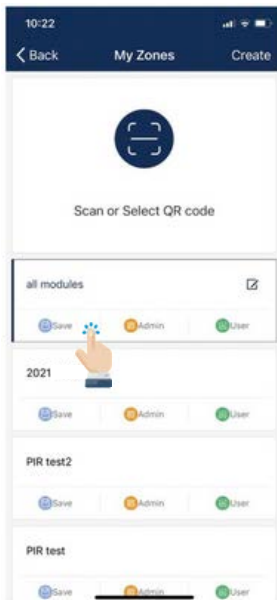 10:22
Back My Zones Create
Scan or Select QR code
all modules
Save Admin User
2021
Save Admin User
PIR test2
Save Admin User
PIR test
Save Admin User